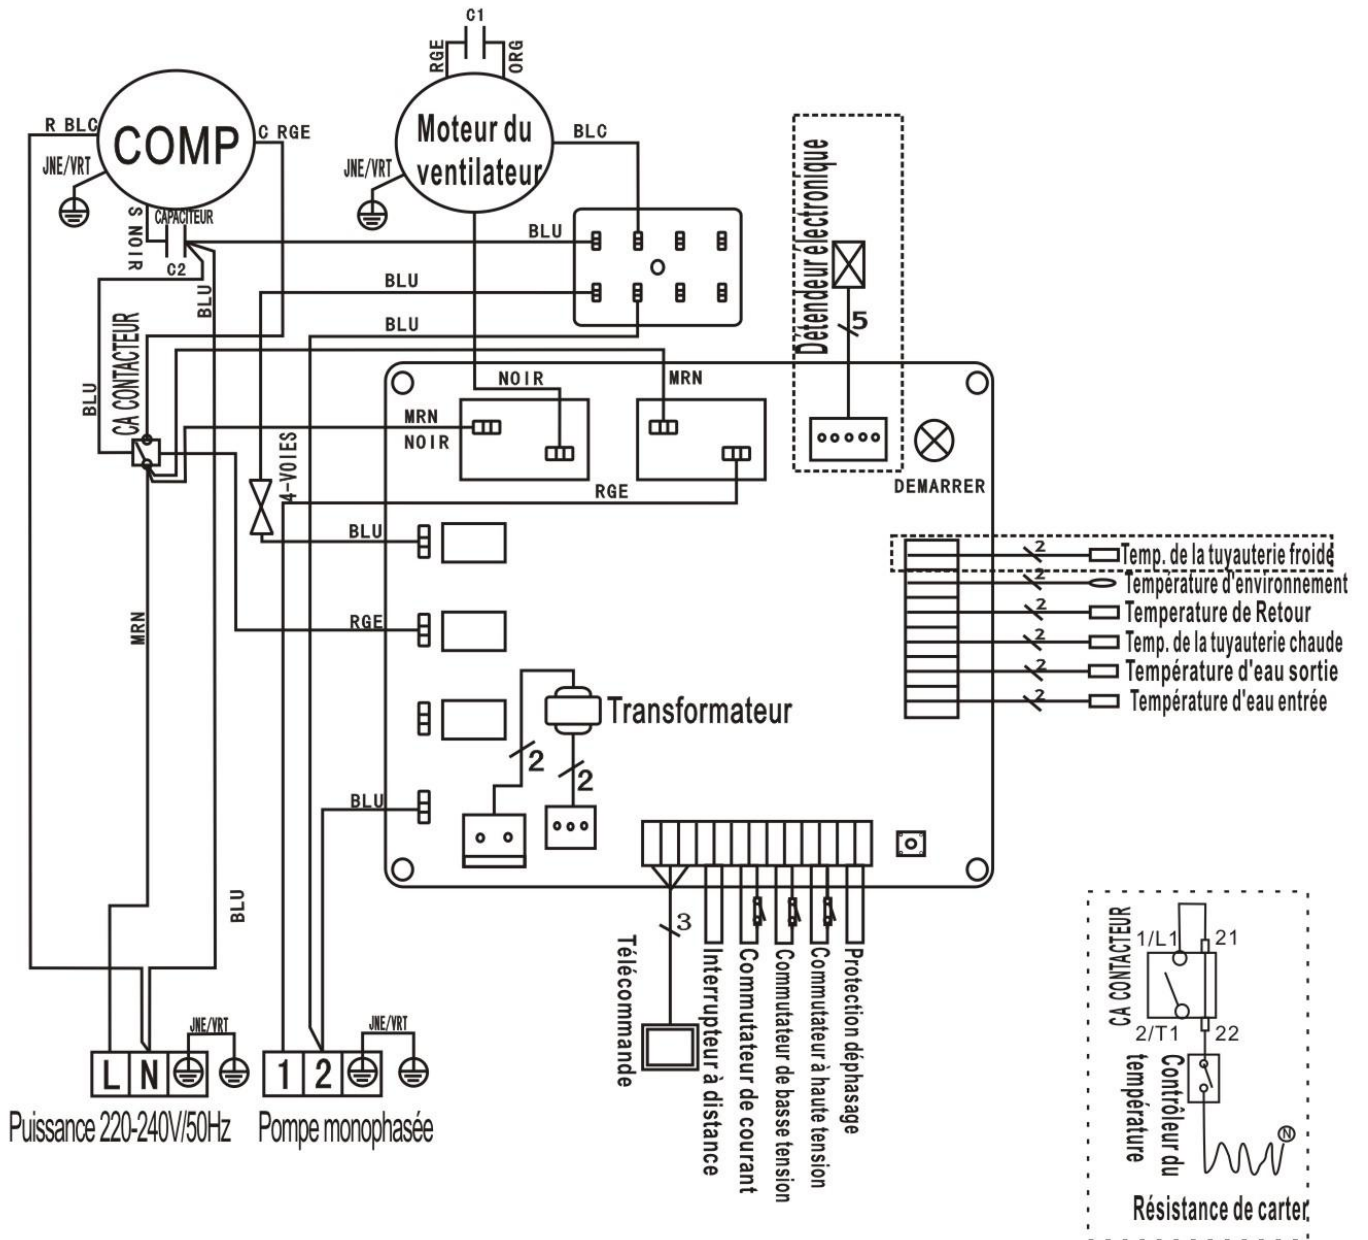 C1
RGE
ORG
R BLC
COMP
C RGE
JNE/VRT
Moteur du
ventilateur
BLC
JNE/VRT
S NOIR
CAPACITEUR
C2
BLU
BLU
BLU
BLU
BLU
CA CONTACTEUR
Détendeur électronique
5
NOIR
MRN
MRN
NOIR
4-VOIES
RGE
DEMARRER
BLU
RGE
MRN
BLU
BLU
Transformateur
2
2
2
Temp. de la tuyauterie froide
2
Température d'environnement
2
Temperature de Retour
2
Temp. de la tuyauterie chaude
2
Température d'eau sortie
2
Température d'eau entrée
3
Télécommande
Interrupteur à distance
Commutateur de courant
Commutateur de basse tension
Commutateur à haute tension
Protection déphasage
JNE/VRT
L N
Puissance 220-240V/50Hz
JNE/VRT
1 2
Pompe monophasée
CA CONTACTEUR
1/L1
21
2/T1
22
Contrôleur du
température
N
Résistance de carter